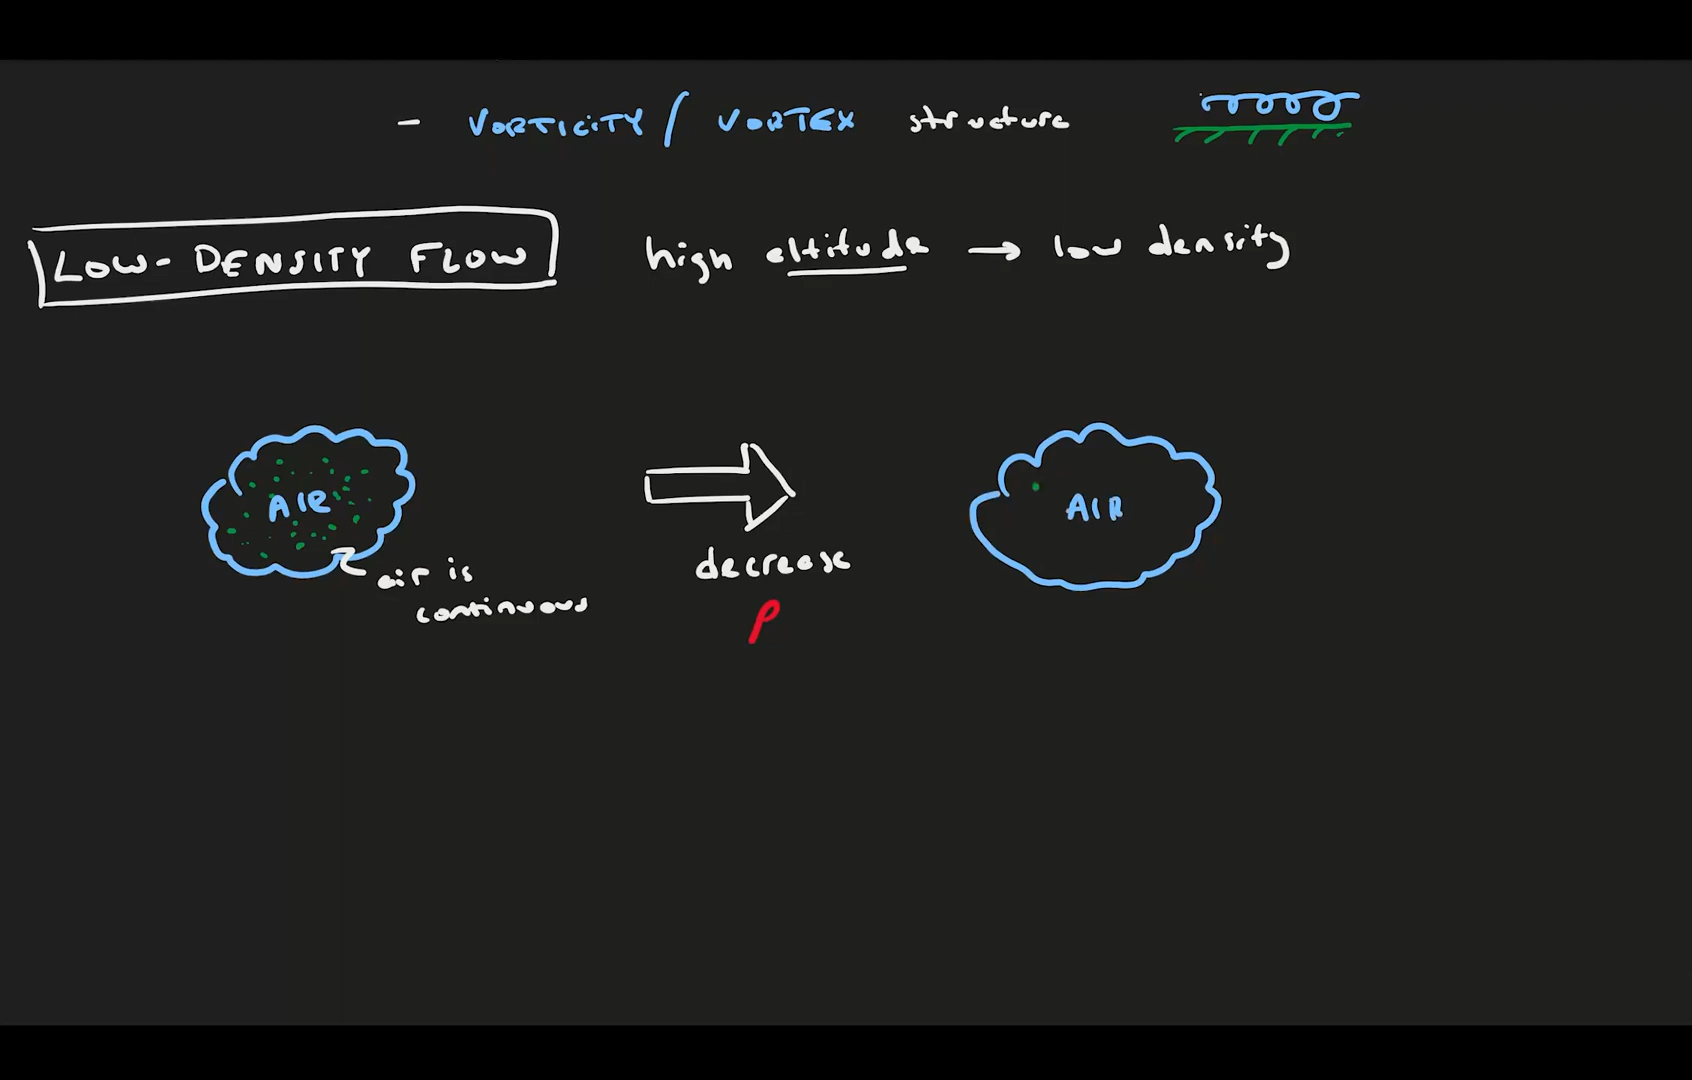 - VORTICITY / VORTEX structure
LOW-DENSITY FLOW high altitude → low density
AIR
AIR
air is
continuous
decrease
ρ